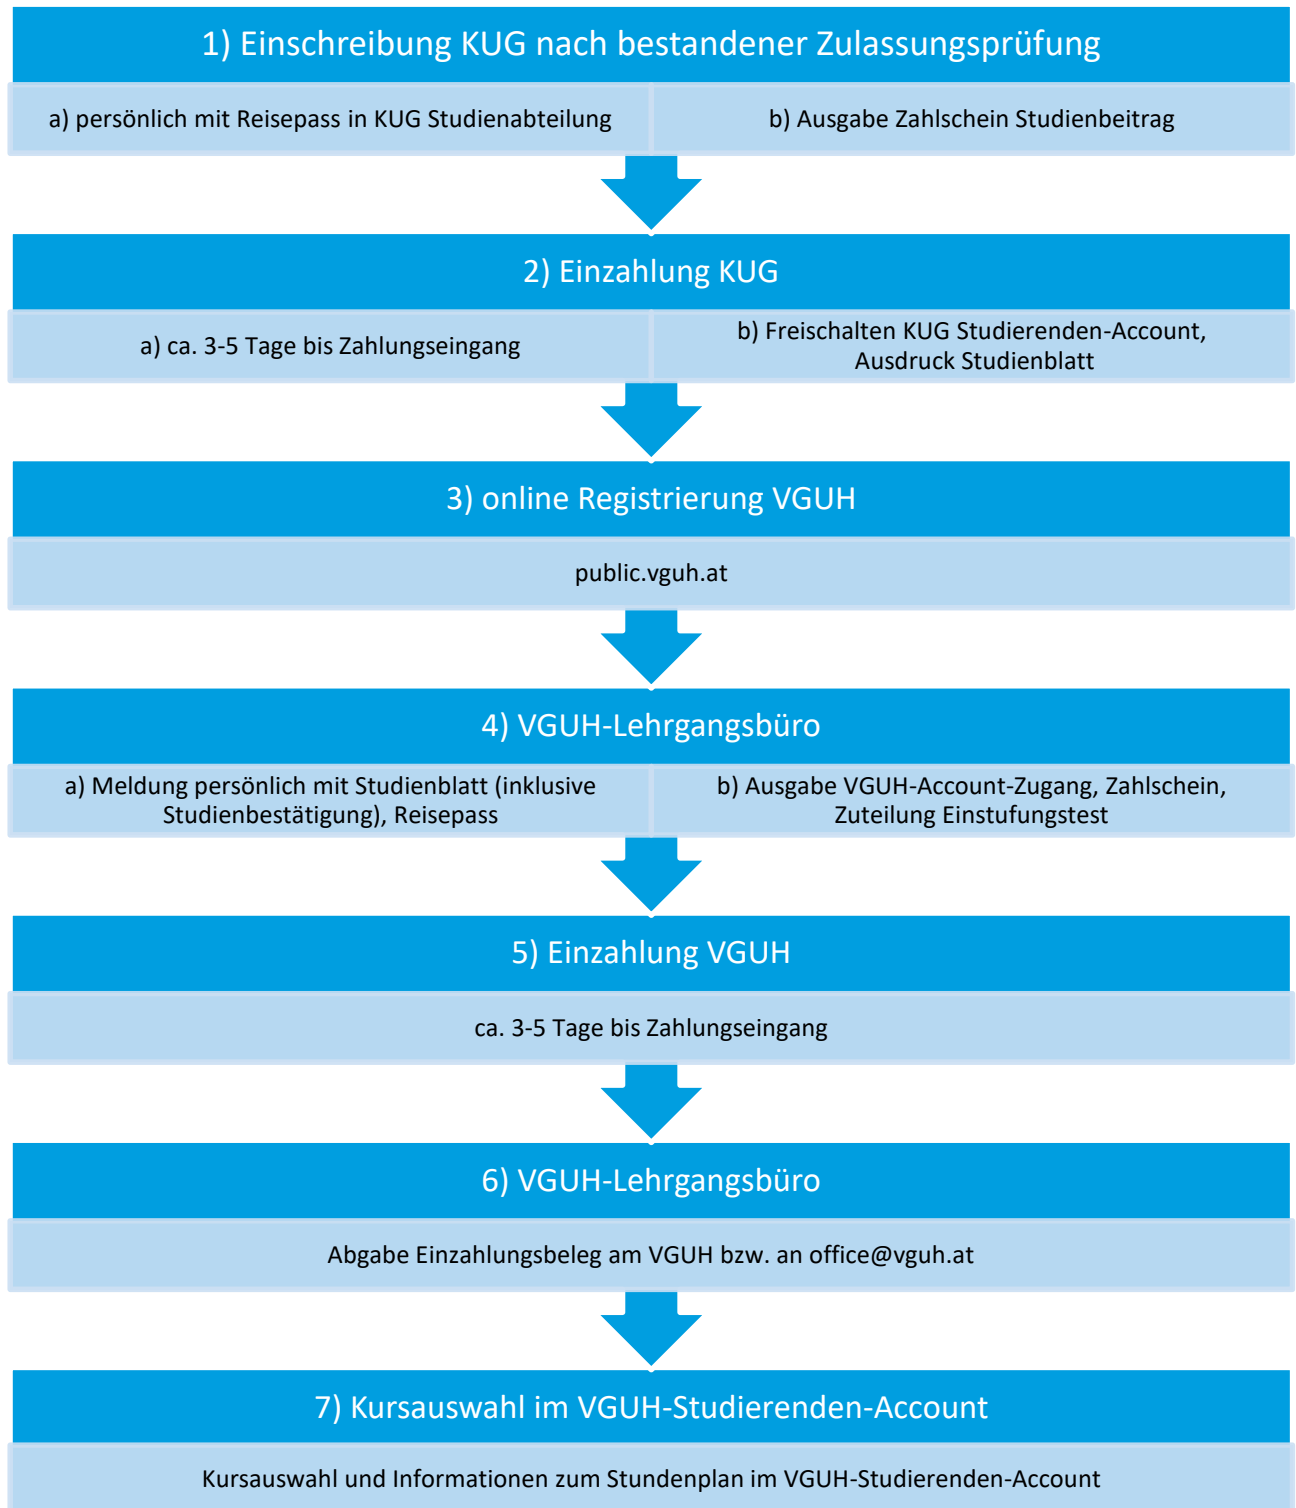 1) Einschreibung KUG nach bestandener Zulassungsprüfung
a) persönlich mit Reisepass in KUG Studienabteilung
b) Ausgabe Zahlschein Studienbeitrag
2) Einzahlung KUG
a) ca. 3-5 Tage bis Zahlungseingang
b) Freischalten KUG Studierenden-Account,
Ausdruck Studienblatt
3) online Registrierung VGUH
public.vguh.at
4) VGUH-Lehrgangsbüro
a) Meldung persönlich mit Studienblatt (inklusive
Studienbestätigung), Reisepass
b) Ausgabe VGUH-Account-Zugang, Zahlschein,
Zuteilung Einstufungstest
5) Einzahlung VGUH
ca. 3-5 Tage bis Zahlungseingang
6) VGUH-Lehrgangsbüro
Abgabe Einzahlungsbeleg am VGUH bzw. an office@vguh.at
7) Kursauswahl im VGUH-Studierenden-Account
Kursauswahl und Informationen zum Stundenplan im VGUH-Studierenden-Account